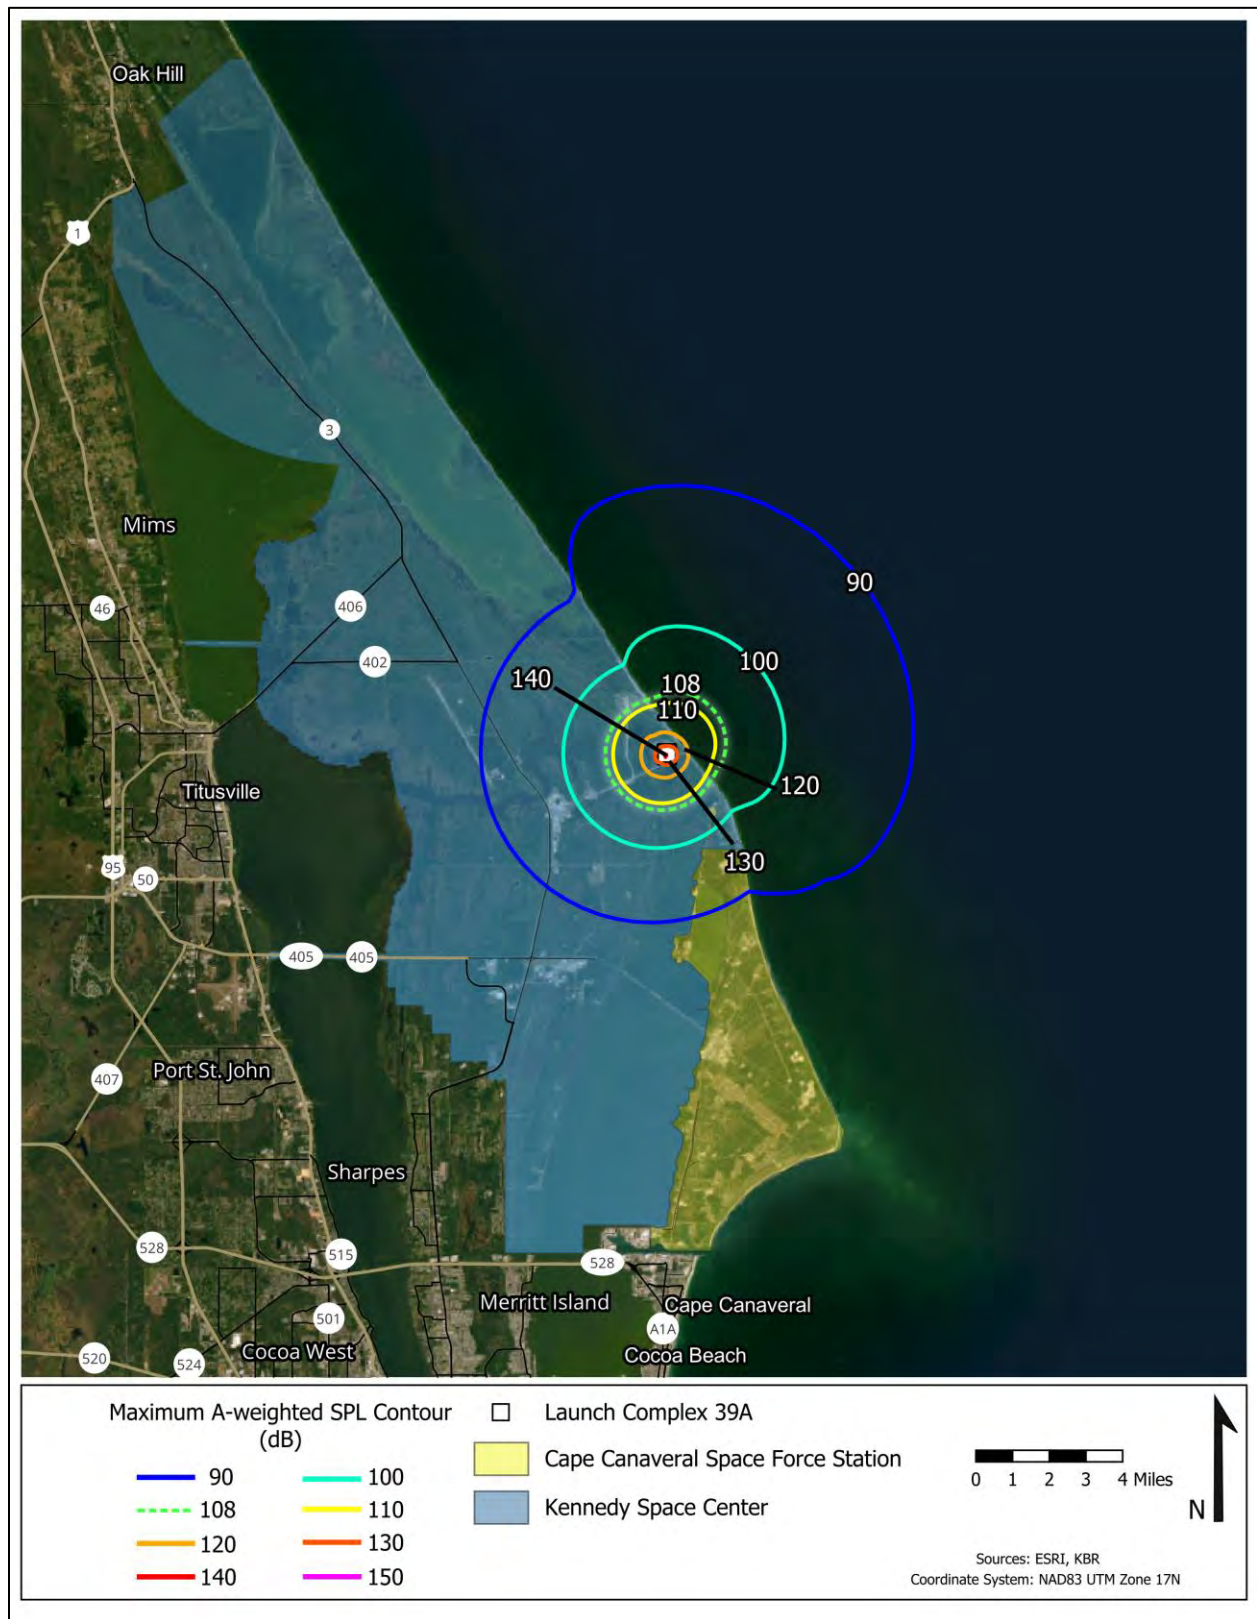 Oak Hill
1
3
Mims
90
46
406
402
100
140
108
110
Titusville
120
130
95
50
405
405
Port St. John
407
Sharpes
528
515
528
Merritt Island
Cape Canaveral
501
A1A
Cocoa West
Cocoa Beach
520
524
Maximum A-weighted SPL Contour
(dB)
90
100
108
110
120
130
140
150
Launch Complex 39A
Cape Canaveral Space Force Station
Kennedy Space Center
0 1 2 3 4 Miles
N
Sources: ESRI, KBR
Coordinate System: NAD83 UTM Zone 17N